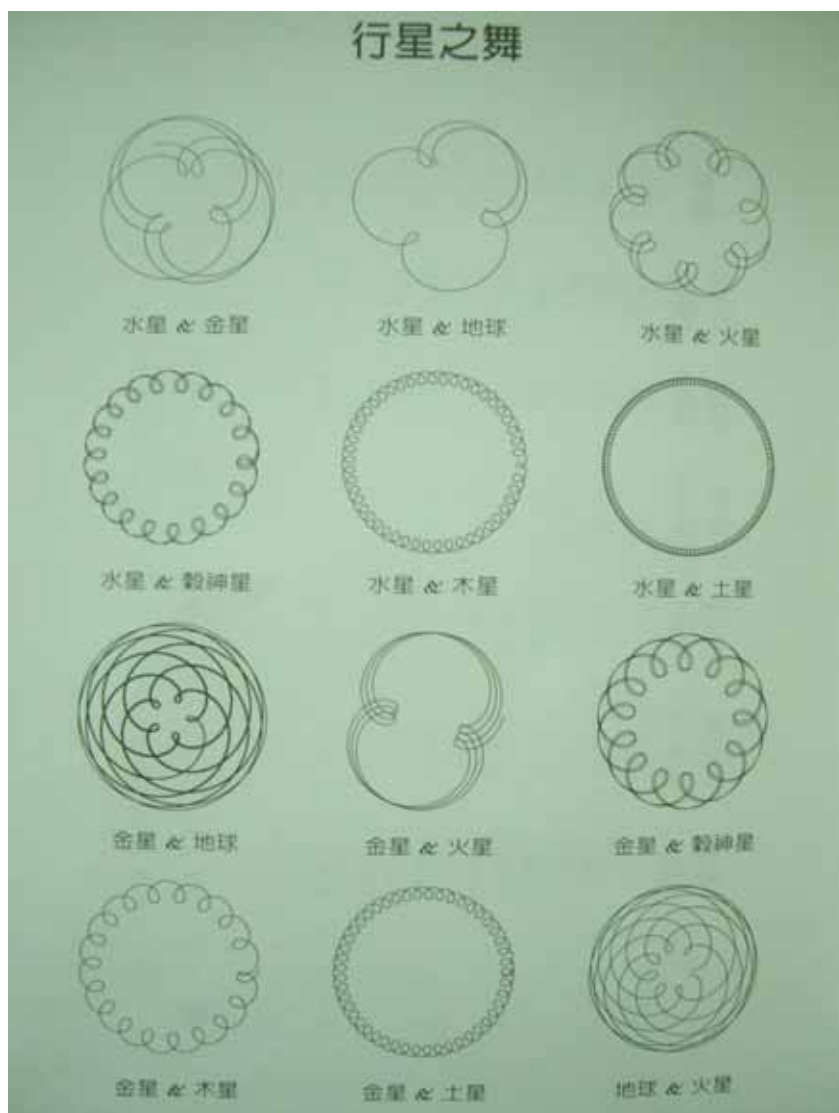 行星之舞
水星 & 金星
水星 & 地球
水星 & 火星
水星 & 穀神星
水星 & 木星
水星 & 土星
金星 & 地球
金星 & 火星
金星 & 穀神星
金星 & 木星
金星 & 土星
地球 & 火星